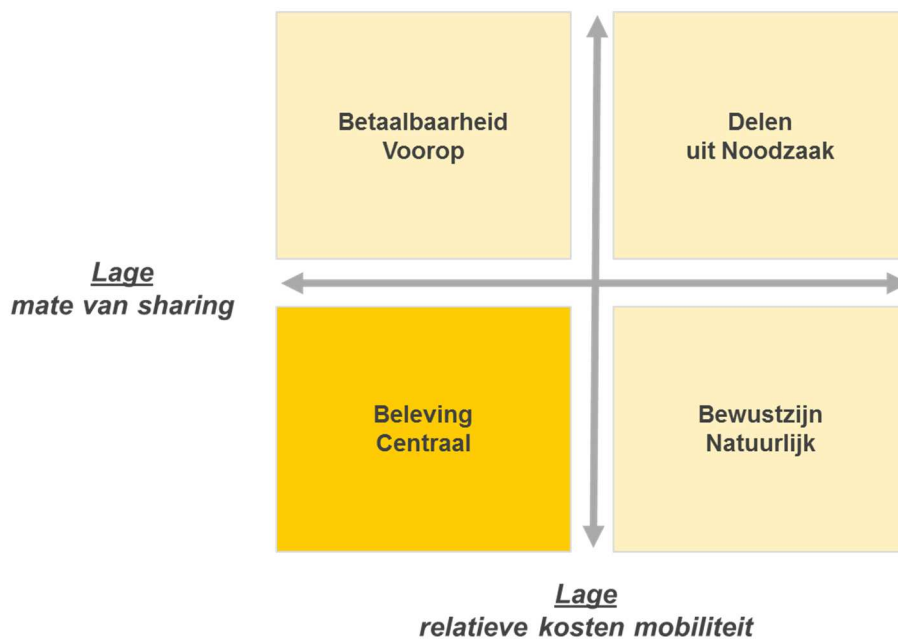 Betaalbaarheid
Voorop
Delen
uit Noodzaak
Lage
mate van sharing
Beleving
Centraal
Bewustzijn
Natuurlijk
Lage
relatieve kosten mobiliteit